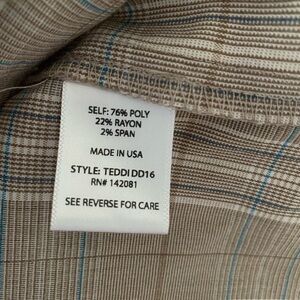 SELF: 76% POLY
22% RAYON
2% SPAN
MADE IN USA
STYLE: TEDDI DD16
RN# 142081
SEE REVERSE FOR CARE